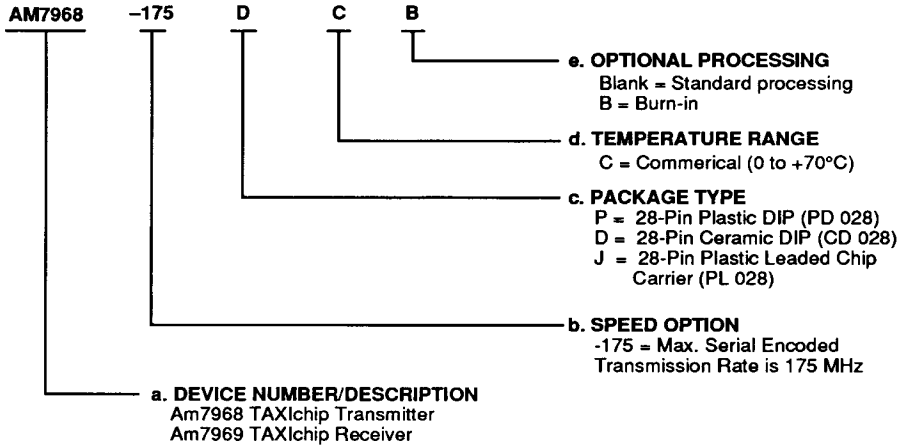 AM7968 –175 D C B
e. OPTIONAL PROCESSING
Blank = Standard processing
B = Burn-in
d. TEMPERATURE RANGE
C = Commerical (0 to +70°C)
c. PACKAGE TYPE
P = 28-Pin Plastic DIP (PD 028)
D = 28-Pin Ceramic DIP (CD 028)
J = 28-Pin Plastic Leaded Chip
Carrier (PL 028)
b. SPEED OPTION
-175 = Max. Serial Encoded
Transmission Rate is 175 MHz
a. DEVICE NUMBER/DESCRIPTION
Am7968 TAXIchip Transmitter
Am7969 TAXIchip Receiver